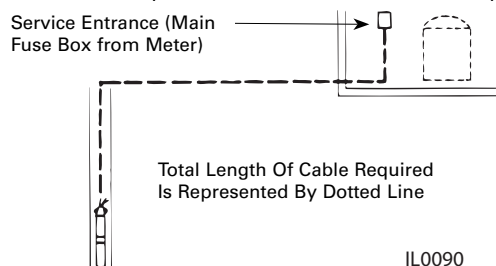 Service Entrance (Main
Fuse Box from Meter)
Total Length Of Cable Required
Is Represented By Dotted Line
IL0090